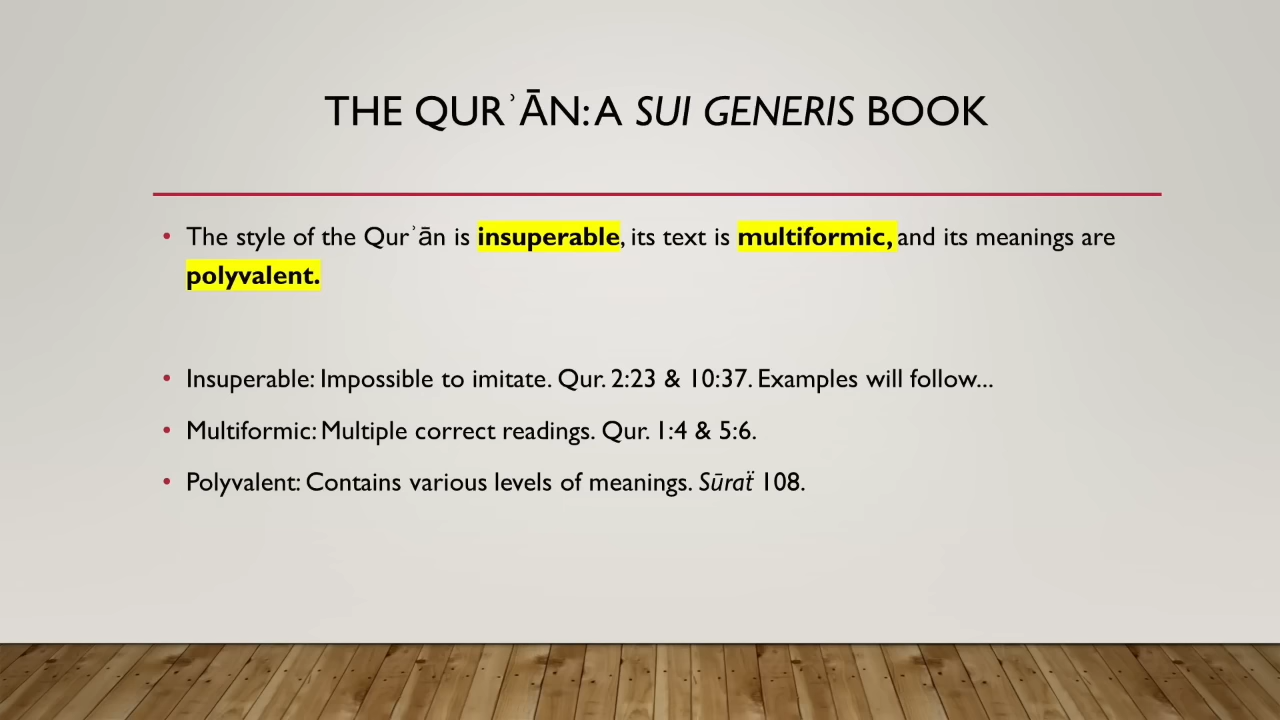 THE QURʾĀN: A SUI GENERIS BOOK
• The style of the Qurʾān is insuperable, its text is multiformic, and its meanings are
polyvalent.
• Insuperable: Impossible to imitate. Qur. 2:23 & 10:37. Examples will follow...
• Multiformic: Multiple correct readings. Qur. 1:4 & 5:6.
• Polyvalent: Contains various levels of meanings. Sūraẗ 108.